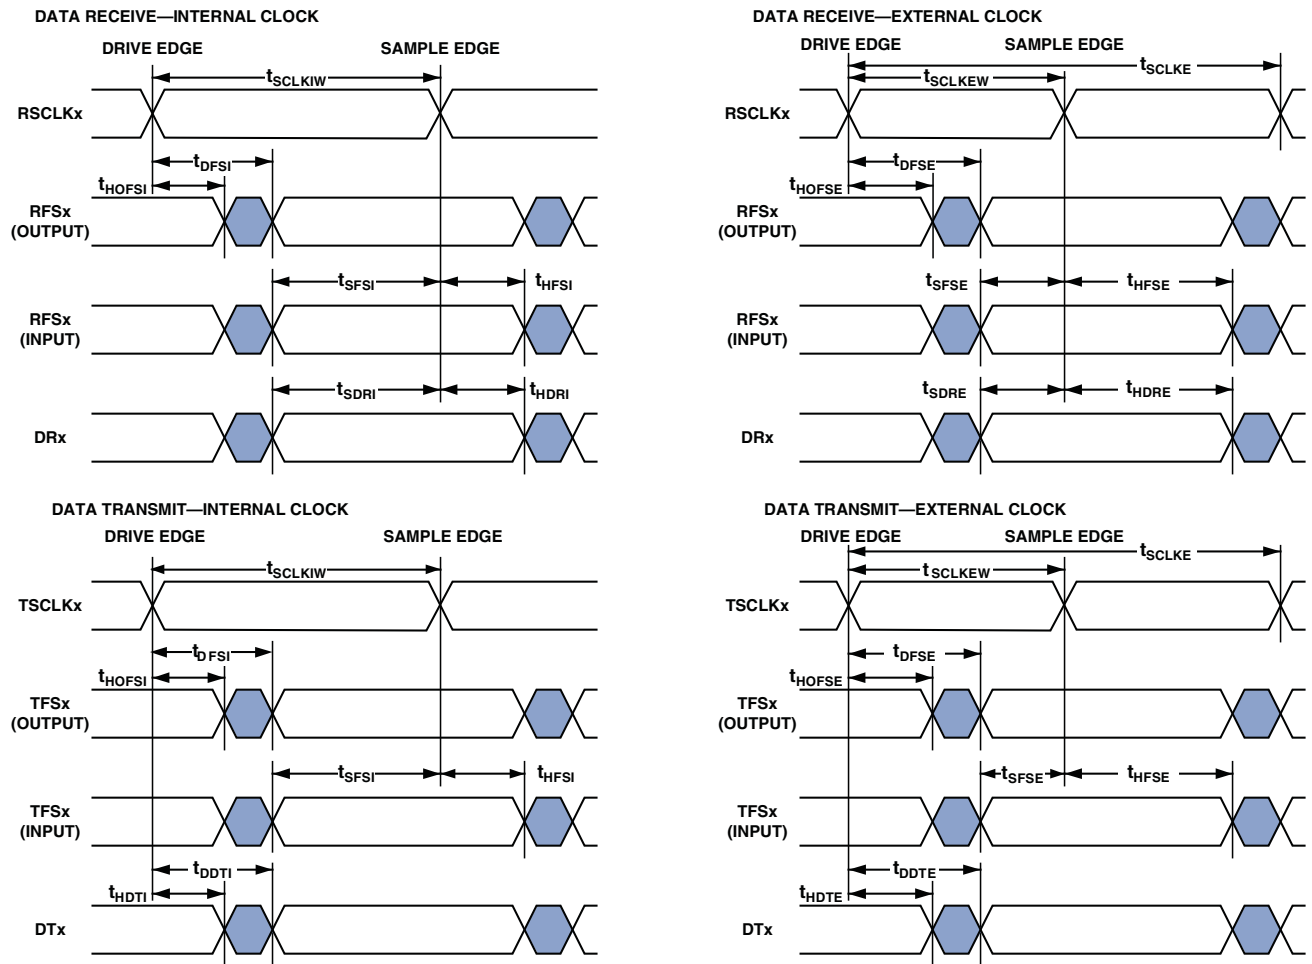 DATA RECEIVE—INTERNAL CLOCK
DRIVE EDGE
SAMPLE EDGE
tSCLKIW
RSCLKx
tDFSI
tHOFSI
RFSx
(OUTPUT)
tSFSI
tHFSI
RFSx
(INPUT)
tSDRI
tHDRI
DRx
DATA RECEIVE—EXTERNAL CLOCK
DRIVE EDGE
SAMPLE EDGE
tSCLKE
tSCLKEW
RSCLKx
tDFSE
tHOFSE
RFSx
(OUTPUT)
tSFSE
tHFSE
RFSx
(INPUT)
tSDRE
tHDRE
DRx
DATA TRANSMIT—INTERNAL CLOCK
DRIVE EDGE
SAMPLE EDGE
tSCLKIW
TSCLKx
tDFSI
tHOFSI
TFSx
(OUTPUT)
tSFSI
tHFSI
TFSx
(INPUT)
tDDTI
tHDTI
DTx
DATA TRANSMIT—EXTERNAL CLOCK
DRIVE EDGE
SAMPLE EDGE
tSCLKE
tSCLKEW
TSCLKx
tDFSE
tHOFSE
TFSx
(OUTPUT)
tSFSE
tHFSE
TFSx
(INPUT)
tDDTE
tHDTE
DTx